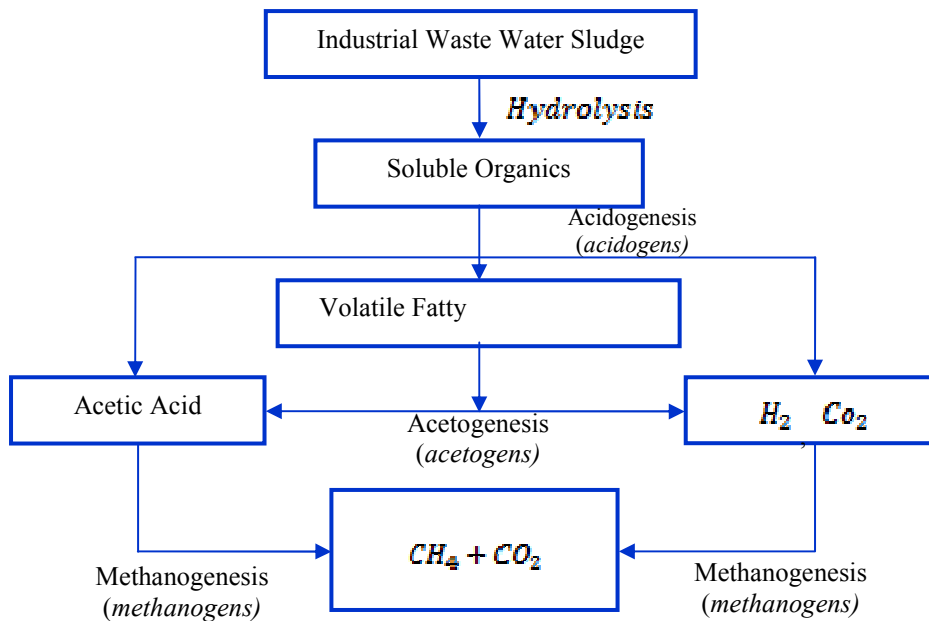 Industrial Waste Water Sludge
Hydrolysis
Soluble Organics
Acidogenesis
(acidogens)
Volatile Fatty
Acetic Acid
H₂, Co₂
Acetogenesis
(acetogens)
CH₄ + CO₂
Methanogenesis
(methanogens)
Methanogenesis
(methanogens)